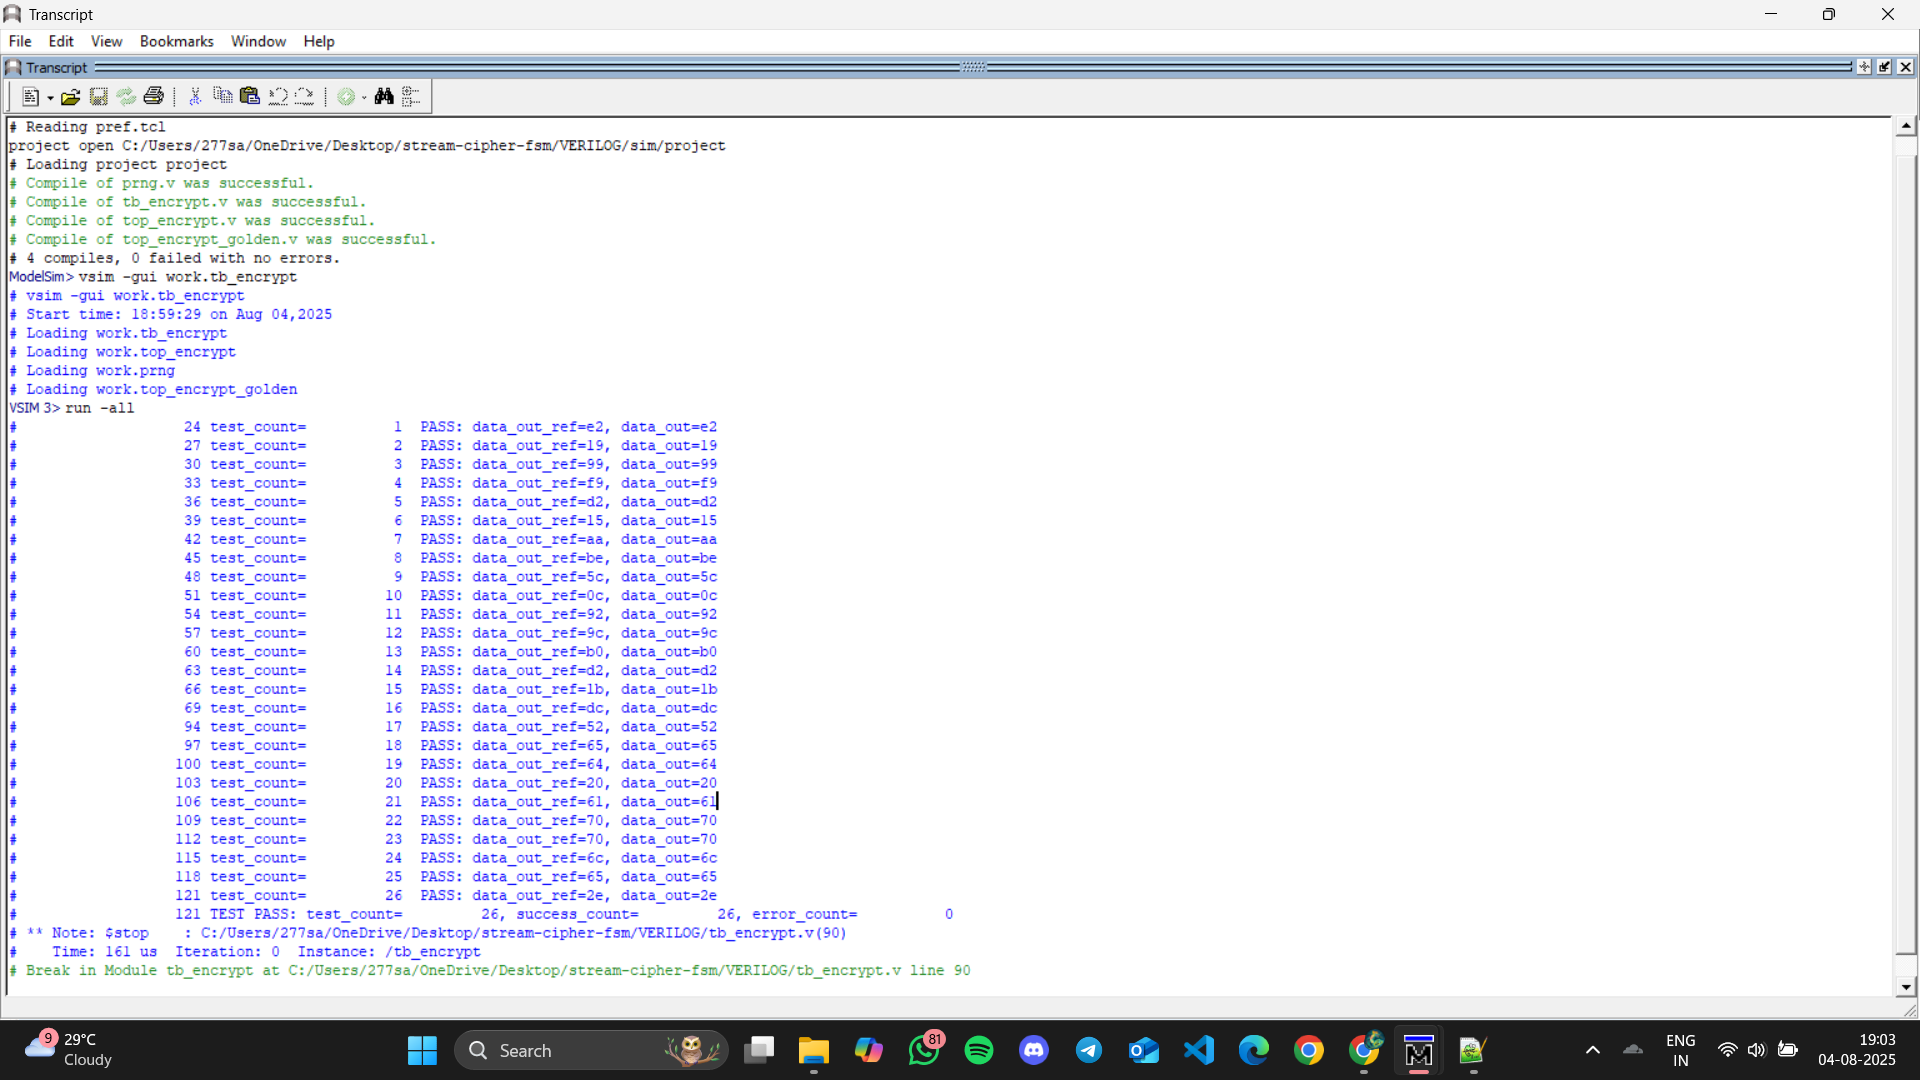 Transcript
File Edit View Bookmarks Window Help
Transcript
# Reading pref.tcl
project open C:/Users/277sa/OneDrive/Desktop/stream-cipher-fsm/VERILOG/sim/project
# Loading project project
# Compile of prng.v was successful.
# Compile of tb_encrypt.v was successful.
# Compile of top_encrypt.v was successful.
# Compile of top_encrypt_golden.v was successful.
# 4 compiles, 0 failed with no errors.
ModelSim> vsim -gui work.tb_encrypt
# vsim -gui work.tb_encrypt
# Start time: 18:59:29 on Aug 04,2025
# Loading work.tb_encrypt
# Loading work.top_encrypt
# Loading work.prng
# Loading work.top_encrypt_golden
VSIM 3> run -all
# 24 test_count= 1 PASS: data_out_ref=e2, data_out=e2
# 27 test_count= 2 PASS: data_out_ref=19, data_out=19
# 30 test_count= 3 PASS: data_out_ref=99, data_out=99
# 33 test_count= 4 PASS: data_out_ref=f9, data_out=f9
# 36 test_count= 5 PASS: data_out_ref=d2, data_out=d2
# 39 test_count= 6 PASS: data_out_ref=15, data_out=15
# 42 test_count= 7 PASS: data_out_ref=aa, data_out=aa
# 45 test_count= 8 PASS: data_out_ref=be, data_out=be
# 48 test_count= 9 PASS: data_out_ref=5c, data_out=5c
# 51 test_count= 10 PASS: data_out_ref=0c, data_out=0c
# 54 test_count= 11 PASS: data_out_ref=92, data_out=92
# 57 test_count= 12 PASS: data_out_ref=9c, data_out=9c
# 60 test_count= 13 PASS: data_out_ref=b0, data_out=b0
# 63 test_count= 14 PASS: data_out_ref=d2, data_out=d2
# 66 test_count= 15 PASS: data_out_ref=1b, data_out=1b
# 69 test_count= 16 PASS: data_out_ref=dc, data_out=dc
# 94 test_count= 17 PASS: data_out_ref=52, data_out=52
# 97 test_count= 18 PASS: data_out_ref=65, data_out=65
# 100 test_count= 19 PASS: data_out_ref=64, data_out=64
# 103 test_count= 20 PASS: data_out_ref=20, data_out=20
# 106 test_count= 21 PASS: data_out_ref=61, data_out=61
# 109 test_count= 22 PASS: data_out_ref=70, data_out=70
# 112 test_count= 23 PASS: data_out_ref=70, data_out=70
# 115 test_count= 24 PASS: data_out_ref=6c, data_out=6c
# 118 test_count= 25 PASS: data_out_ref=65, data_out=65
# 121 test_count= 26 PASS: data_out_ref=2e, data_out=2e
# 121 TEST PASS: test_count= 26, success_count= 26, error_count= 0
# ** Note: $stop : C:/Users/277sa/OneDrive/Desktop/stream-cipher-fsm/VERILOG/tb_encrypt.v(90)
# Time: 161 us Iteration: 0 Instance: /tb_encrypt
# Break in Module tb_encrypt at C:/Users/277sa/OneDrive/Desktop/stream-cipher-fsm/VERILOG/tb_encrypt.v line 90
9 29°C
Cloudy
Search
81
ENG
IN
19:03
04-08-2025